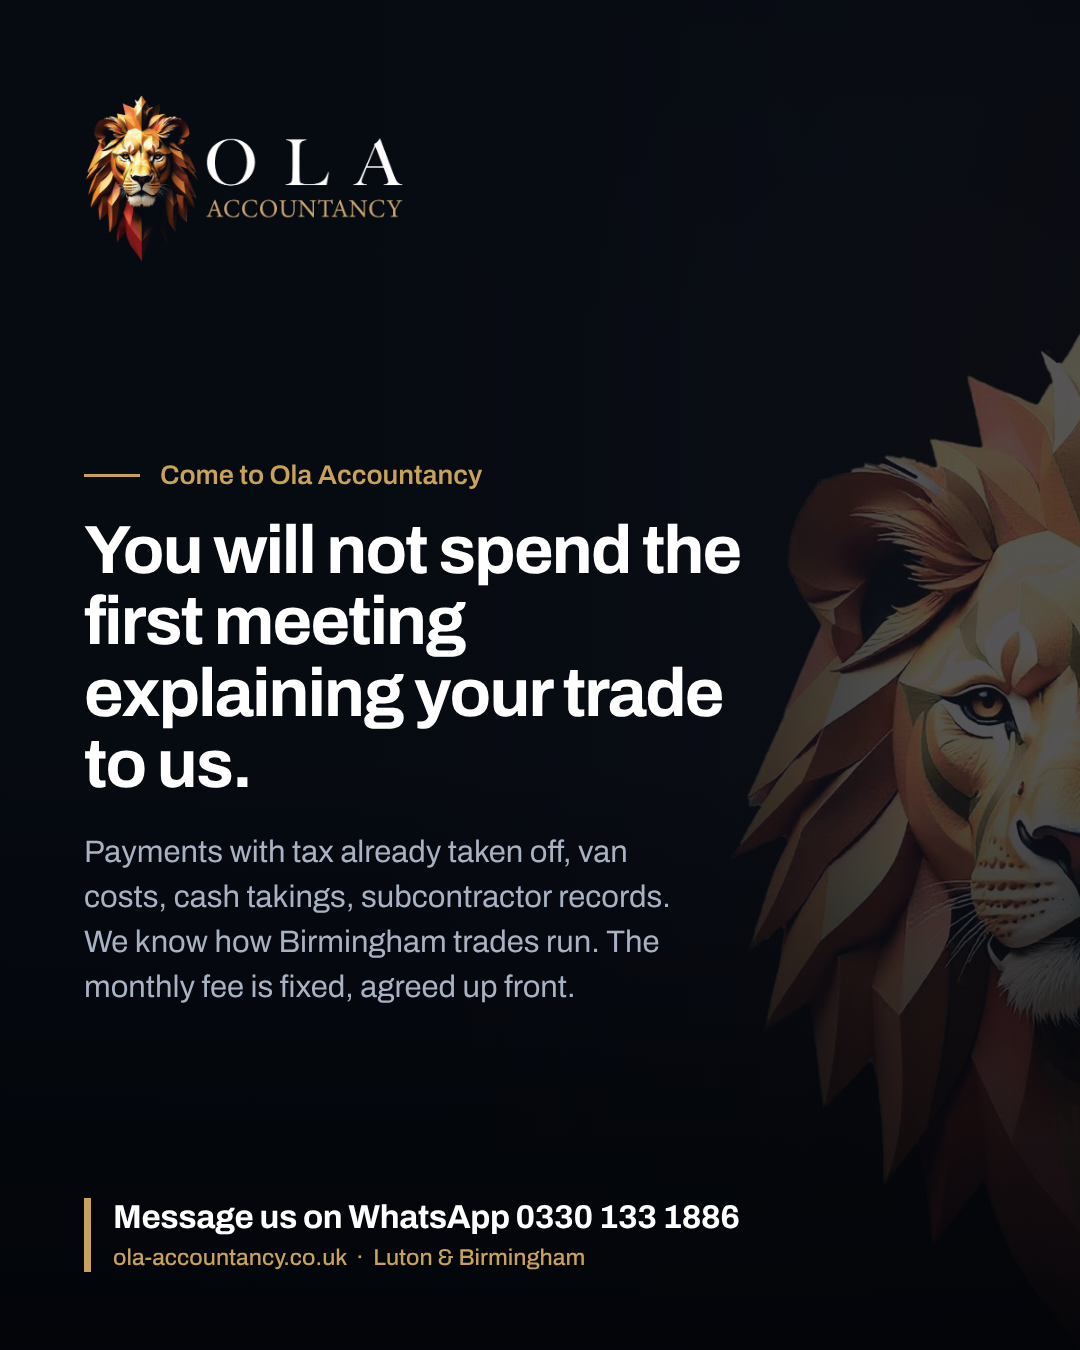 OLA
ACCOUNTANCY
Come to Ola Accountancy
You will not spend the
first meeting
explaining your trade
to us.
Payments with tax already taken off, van
costs, cash takings, subcontractor records.
We know how Birmingham trades run. The
monthly fee is fixed, agreed up front.
Message us on WhatsApp 0330 133 1886
ola-accountancy.co.uk · Luton & Birmingham